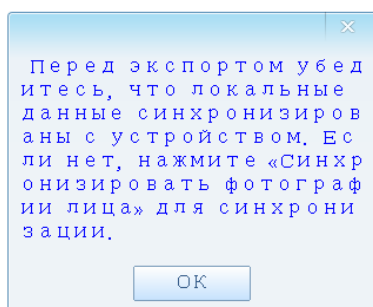 Перед экспортом убед
итесь, что локальные
данные синхронизиров
аны с устройством. Ес
ли нет, нажмите «Синхр
онизировать фотограф
ии лица» для синхрони
зации.
OK